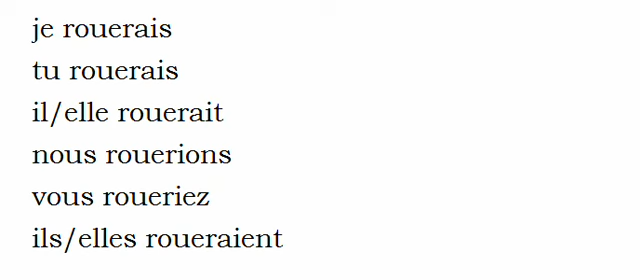 je rouerais
tu rouerais
il/elle rouerait
nous rouerions
vous roueriez
ils/elles roueraient